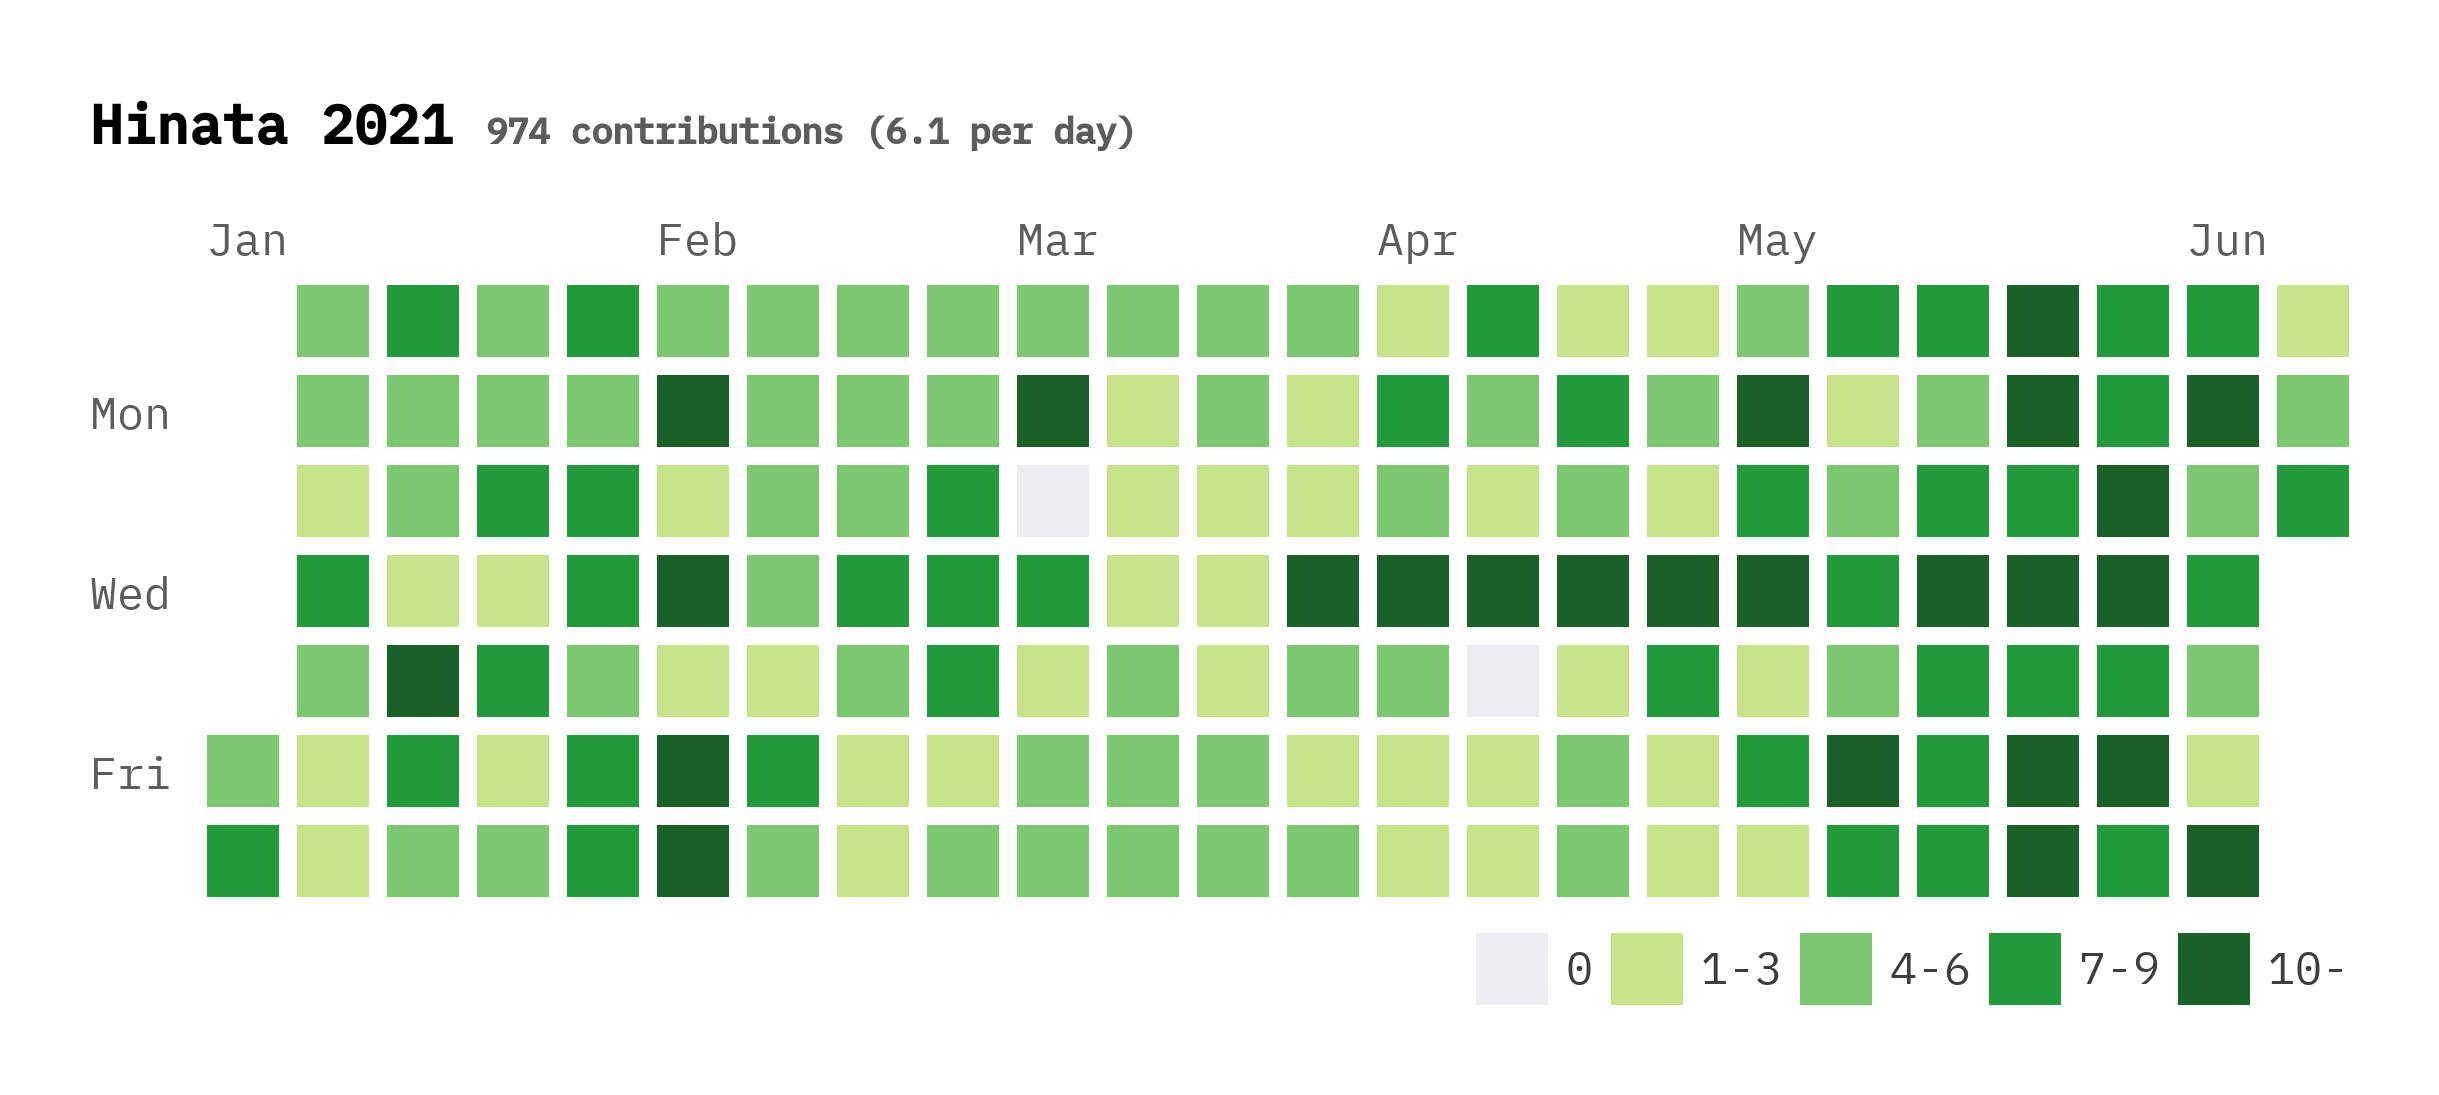 Hinata 2021 974 contributions (6.1 per day)
Jan Feb Mar Apr May Jun
Mon
Wed
Fri
0 1-3 4-6 7-9 10-